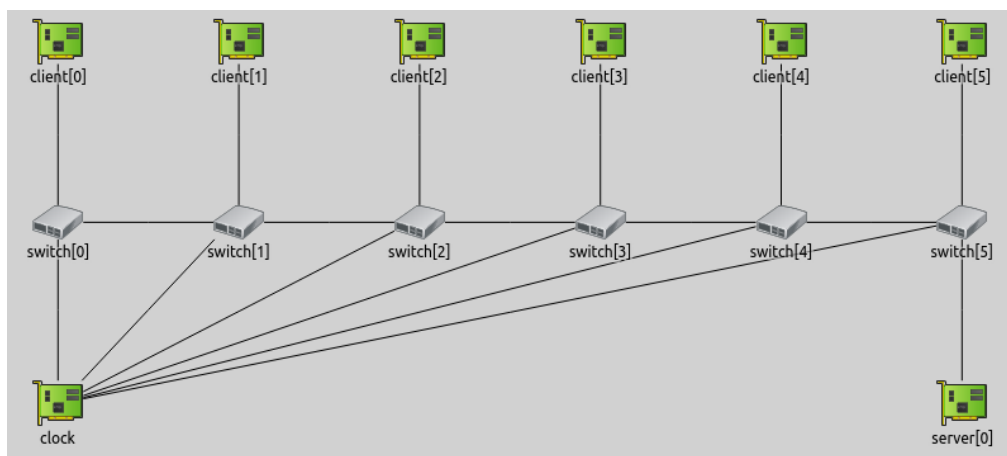 client[0] client[1] client[2] client[3] client[4] client[5]
switch[0] switch[1] switch[2] switch[3] switch[4] switch[5]
clock server[0]